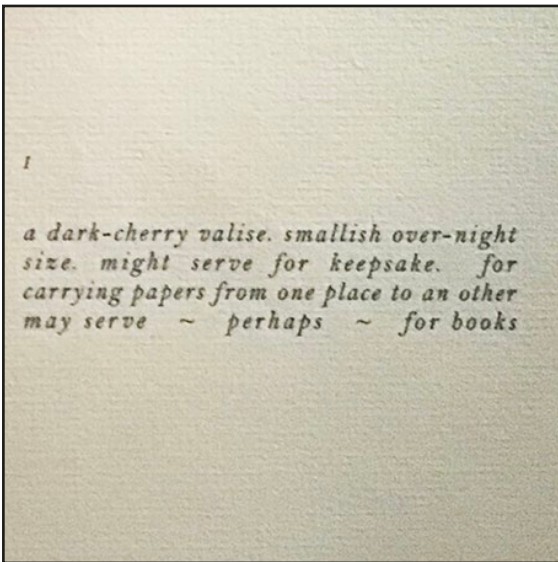 I
a dark-cherry valise. smallish over-night
size. might serve for keepsake. for
carrying papers from one place to an other
may serve ~ perhaps ~ for books